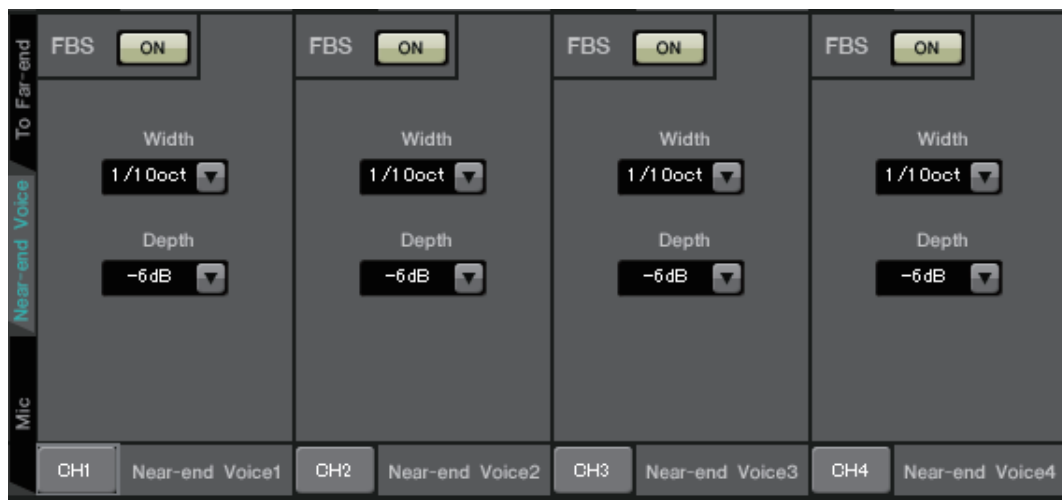 To Far-end
Near-end Voice
Mic
FBS ON FBS ON FBS ON FBS ON
Width Width Width Width
1/10oct 1/10oct 1/10oct 1/10oct
Depth Depth Depth Depth
-6dB -6dB -6dB -6dB
CH1 Near-end Voice1 CH2 Near-end Voice2 CH3 Near-end Voice3 CH4 Near-end Voice4